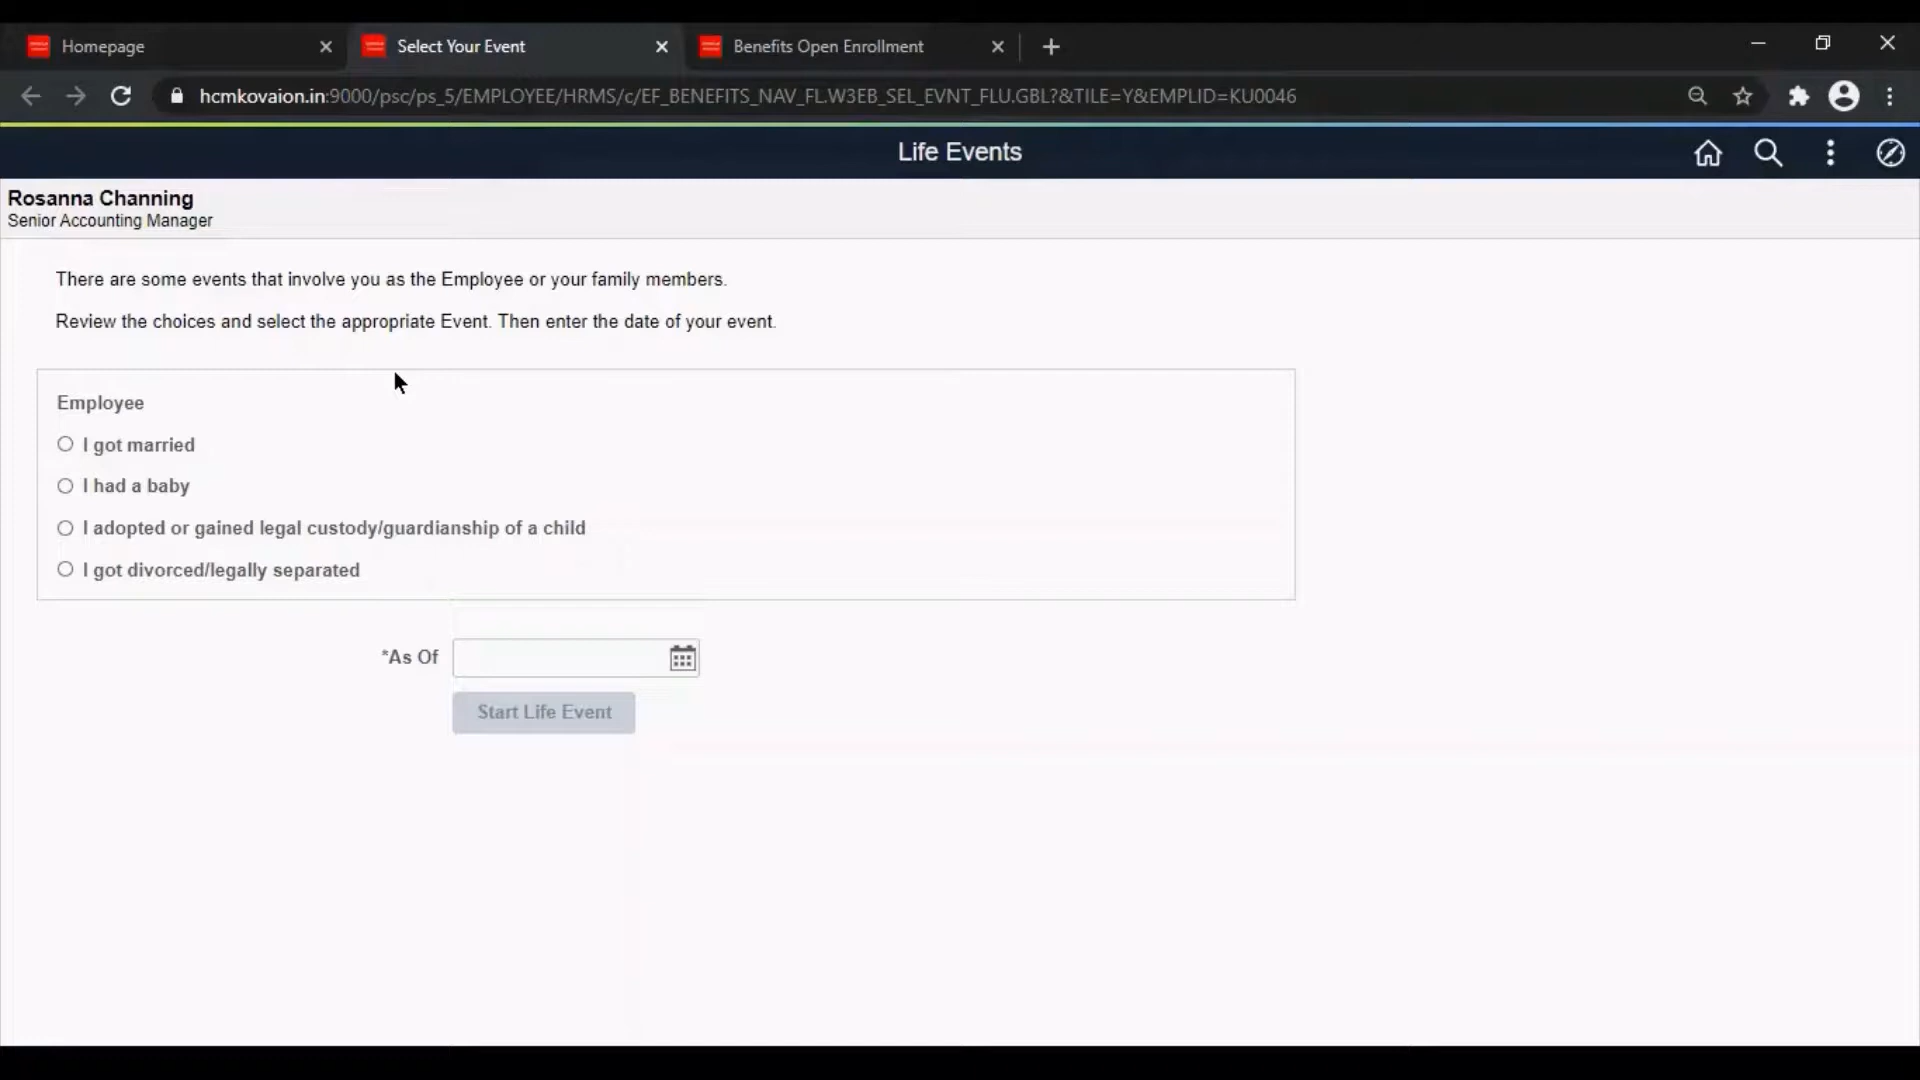 Homepage
Select Your Event
Benefits Open Enrollment
hcmkovaion.in:9000/psc/ps_5/EMPLOYEE/HRMS/c/EF_BENEFITS_NAV_FL.W3EB_SEL_EVNT_FLU.GBL?&TILE=Y&EMPLID=KU0046
Life Events
Rosanna Channing
Senior Accounting Manager
There are some events that involve you as the Employee or your family members.
Review the choices and select the appropriate Event. Then enter the date of your event.
Employee
I got married
I had a baby
I adopted or gained legal custody/guardianship of a child
I got divorced/legally separated
*As Of
Start Life Event